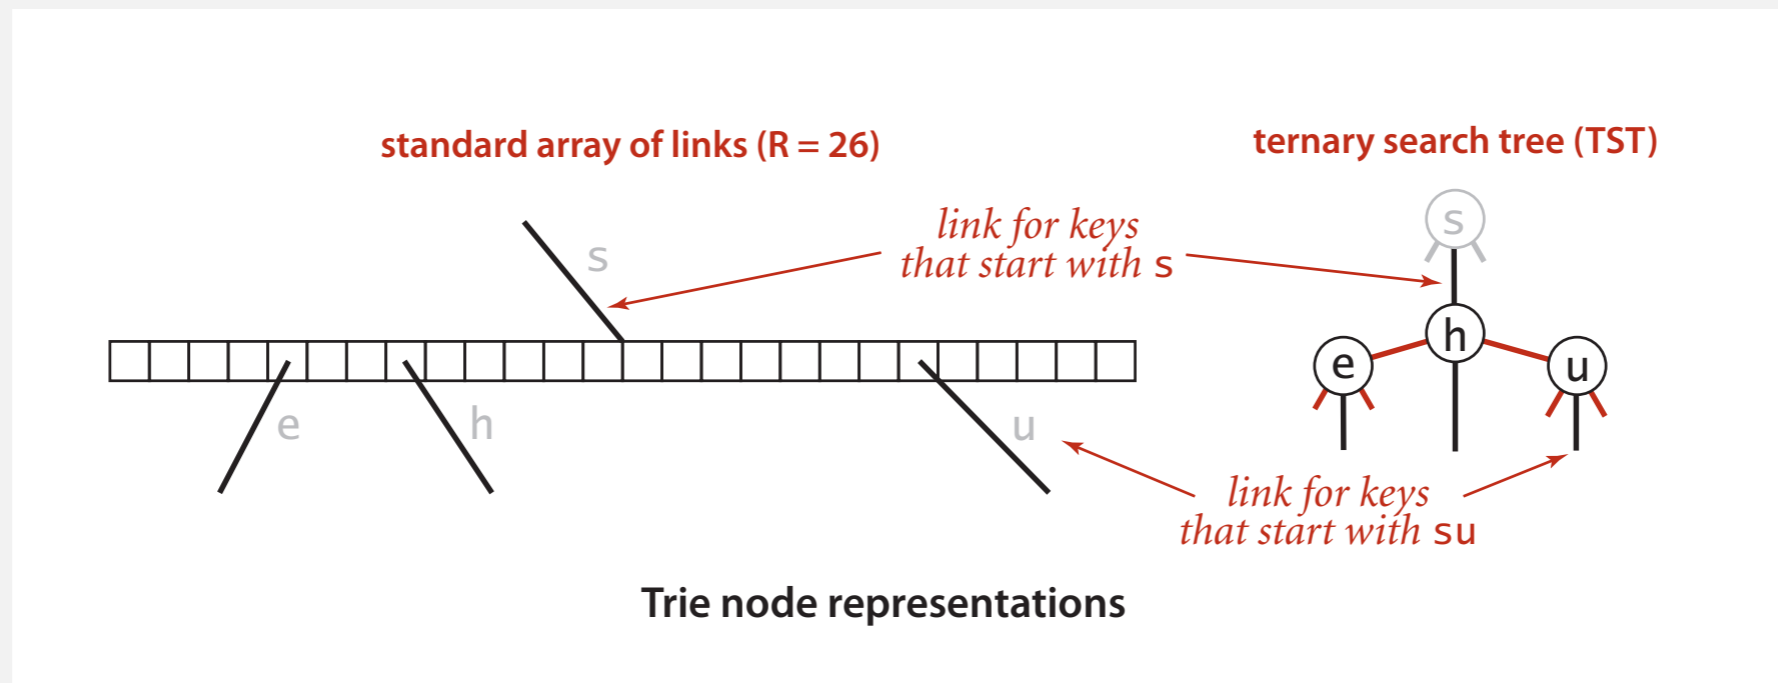 standard array of links (R = 26)
ternary search tree (TST)
s
link for keys
that start with s
s
h
e
u
e
h
u
link for keys
that start with su
Trie node representations